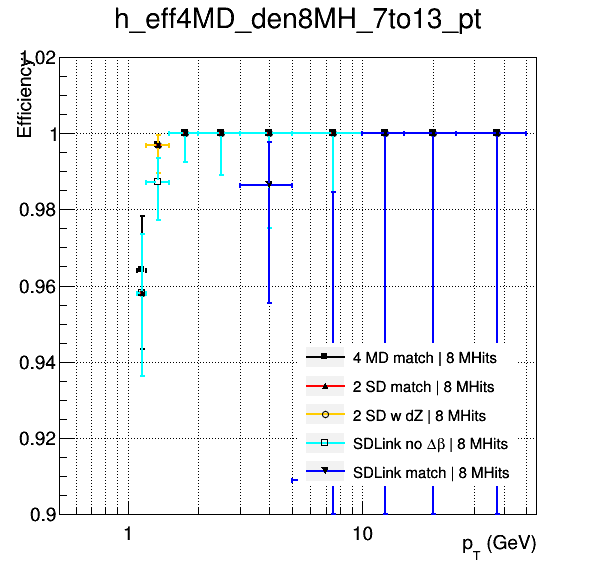 h_eff4MD_den8MH_7to13_pt
Efficiency
1.02
1
0.98
0.96
0.94
0.92
0.9
4 MD match | 8 MHits
2 SD match | 8 MHits
2 SD w dZ | 8 MHits
SDLink no Δβ | 8 MHits
SDLink match | 8 MHits
1
10
p_T (GeV)